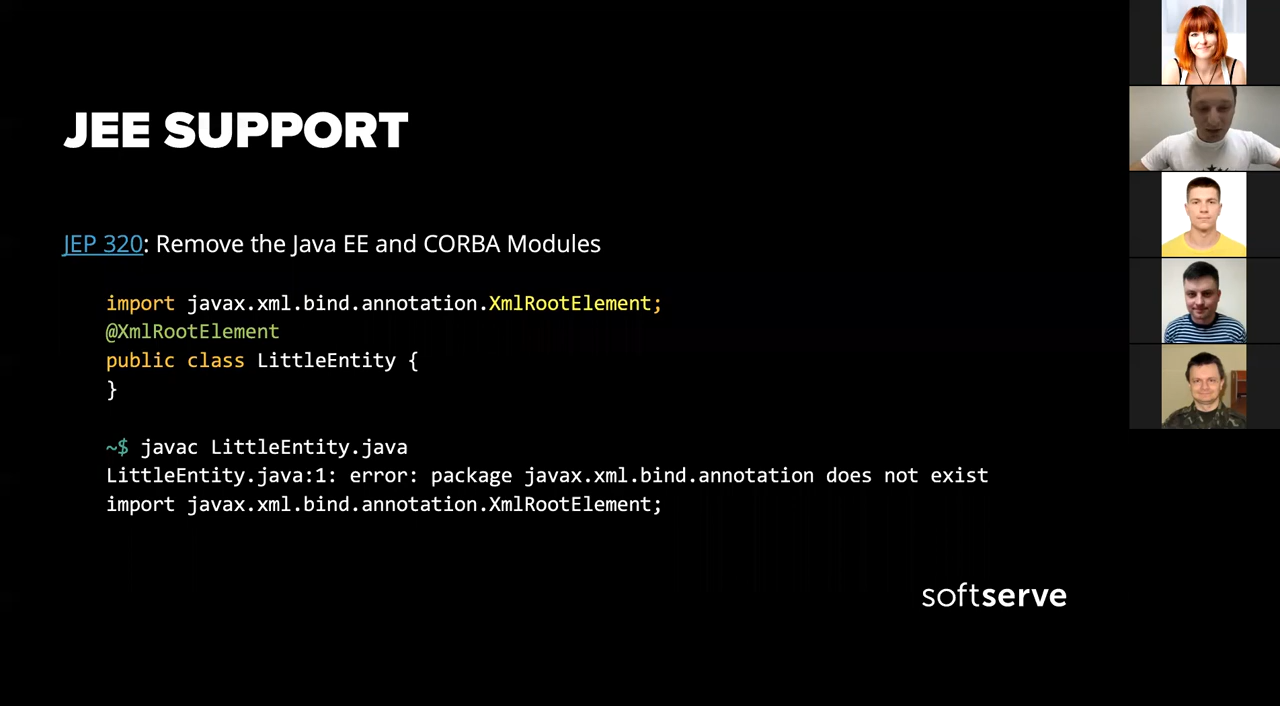 JEE SUPPORT
JEP 320: Remove the Java EE and CORBA Modules
import javax.xml.bind.annotation.XmlRootElement;
@XmlRootElement
public class LittleEntity {
}
~$ javac LittleEntity.java
LittleEntity.java:1: error: package javax.xml.bind.annotation does not exist
import javax.xml.bind.annotation.XmlRootElement;
softserve